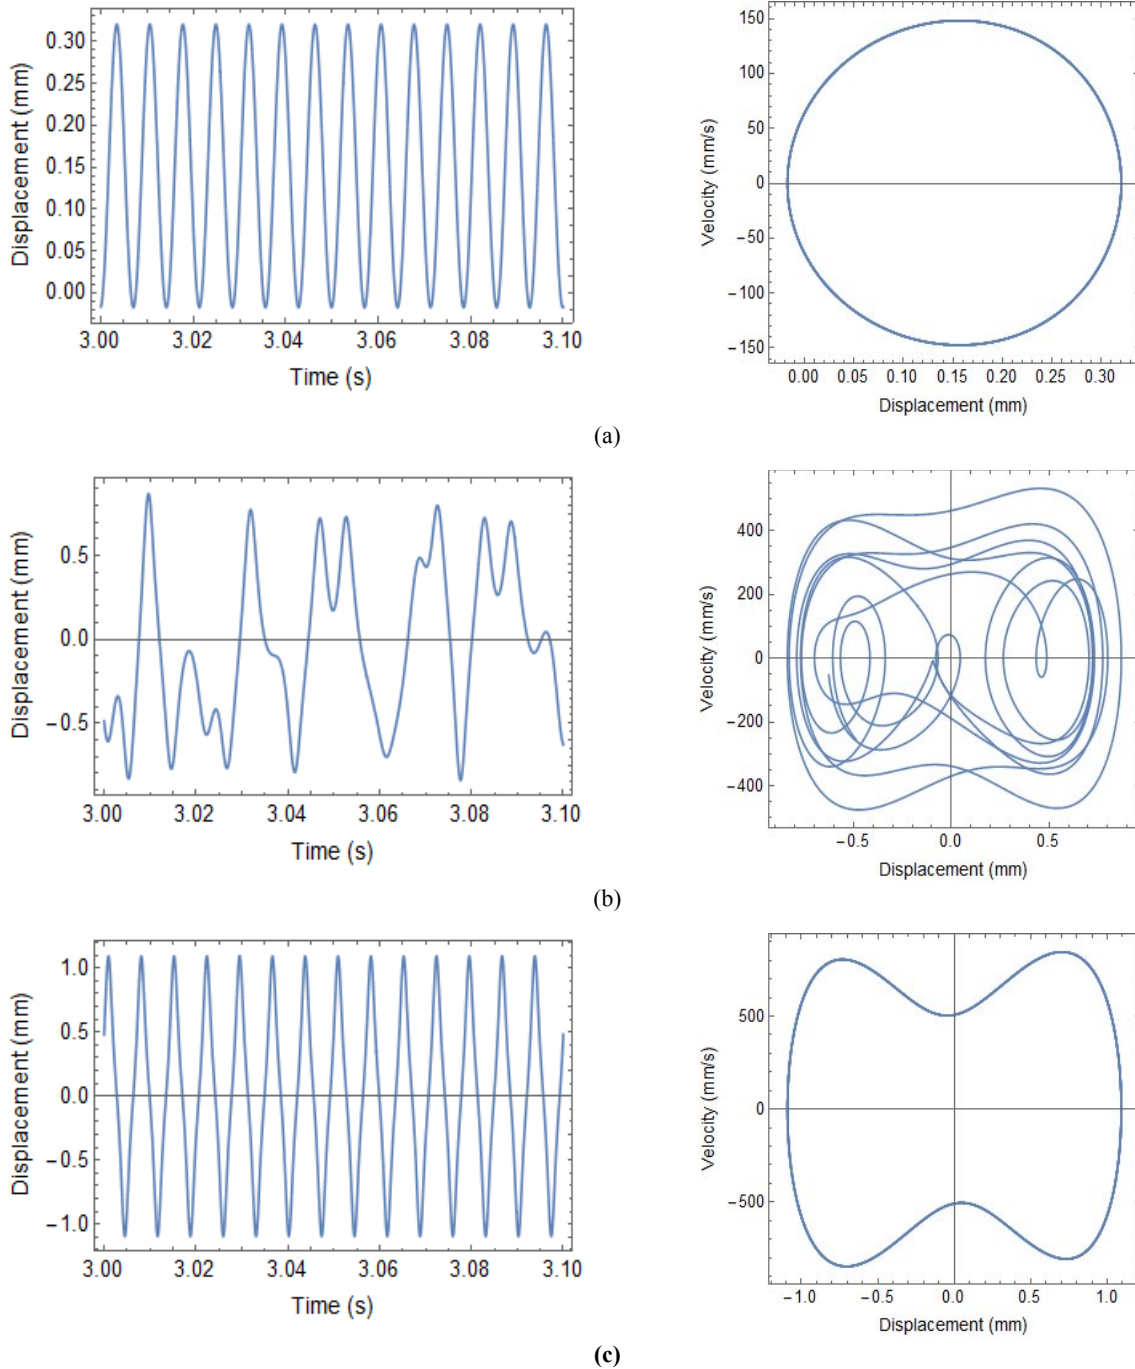 0.30
0.25
0.20
0.15
0.10
0.05
0.00
Displacement (mm)
3.00 3.02 3.04 3.06 3.08 3.10
Time (s)
150
100
50
0
−50
−100
−150
Velocity (mm/s)
0.00 0.05 0.10 0.15 0.20 0.25 0.30
Displacement (mm)
(a)
0.5
0.0
−0.5
Displacement (mm)
3.00 3.02 3.04 3.06 3.08 3.10
Time (s)
400
200
0
−200
−400
Velocity (mm/s)
−0.5 0.0 0.5
Displacement (mm)
(b)
1.0
0.5
0.0
−0.5
−1.0
Displacement (mm)
3.00 3.02 3.04 3.06 3.08 3.10
Time (s)
500
0
−500
Velocity (mm/s)
−1.0 −0.5 0.0 0.5 1.0
Displacement (mm)
(c)